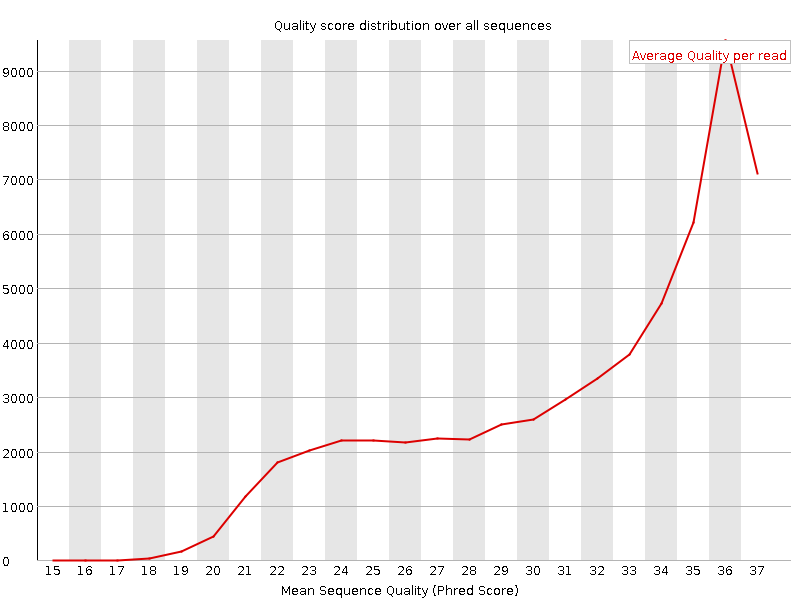 Quality score distribution over all sequences
Average Quality per read
9000
8000
7000
6000
5000
4000
3000
2000
1000
0
15 16 17 18 19 20 21 22 23 24 25 26 27 28 29 30 31 32 33 34 35 36 37
Mean Sequence Quality (Phred Score)